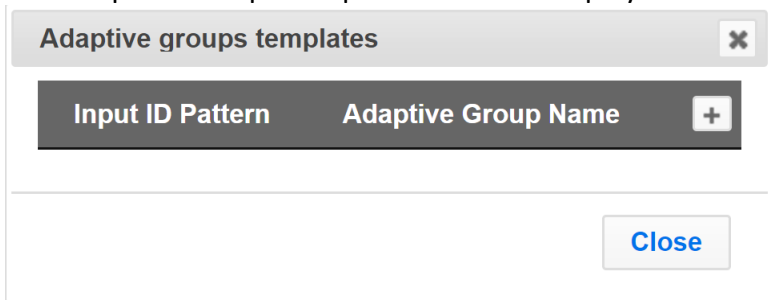 Adaptive groups templates
Input ID Pattern Adaptive Group Name +
Close